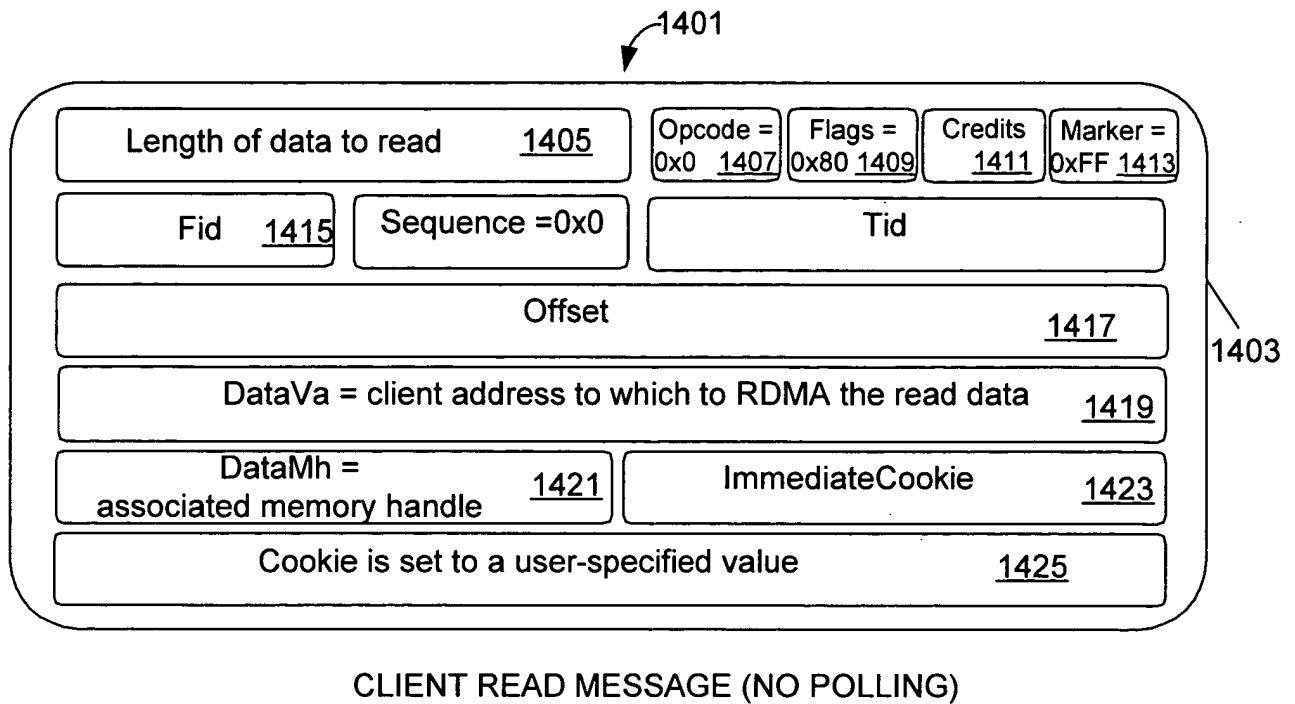 1401
Length of data to read 1405
Opcode =
0x0 1407
Flags =
0x80 1409
Credits
1411
Marker =
0xFF 1413
Fid 1415
Sequence =0x0
Tid
Offset
1417
1403
DataVa = client address to which to RDMA the read data 1419
DataMh =
associated memory handle 1421
ImmediateCookie 1423
Cookie is set to a user-specified value 1425
CLIENT READ MESSAGE (NO POLLING)